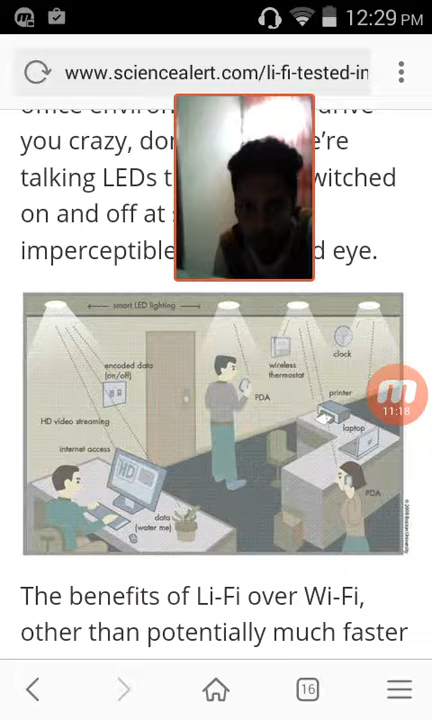 12:29 PM
www.sciencealert.com/li-fi-tested-in
you crazy, 
talking LEDs
on and off at
imperceptible d eye.
smart LED lighting
clock
encoded data
(on/off)
wireless
thermostat
PDA
printer
HD video streaming
laptop
internet access
HD
PDA
data
(water me)
11:18
The benefits of Li-Fi over Wi-Fi,
other than potentially much faster
16